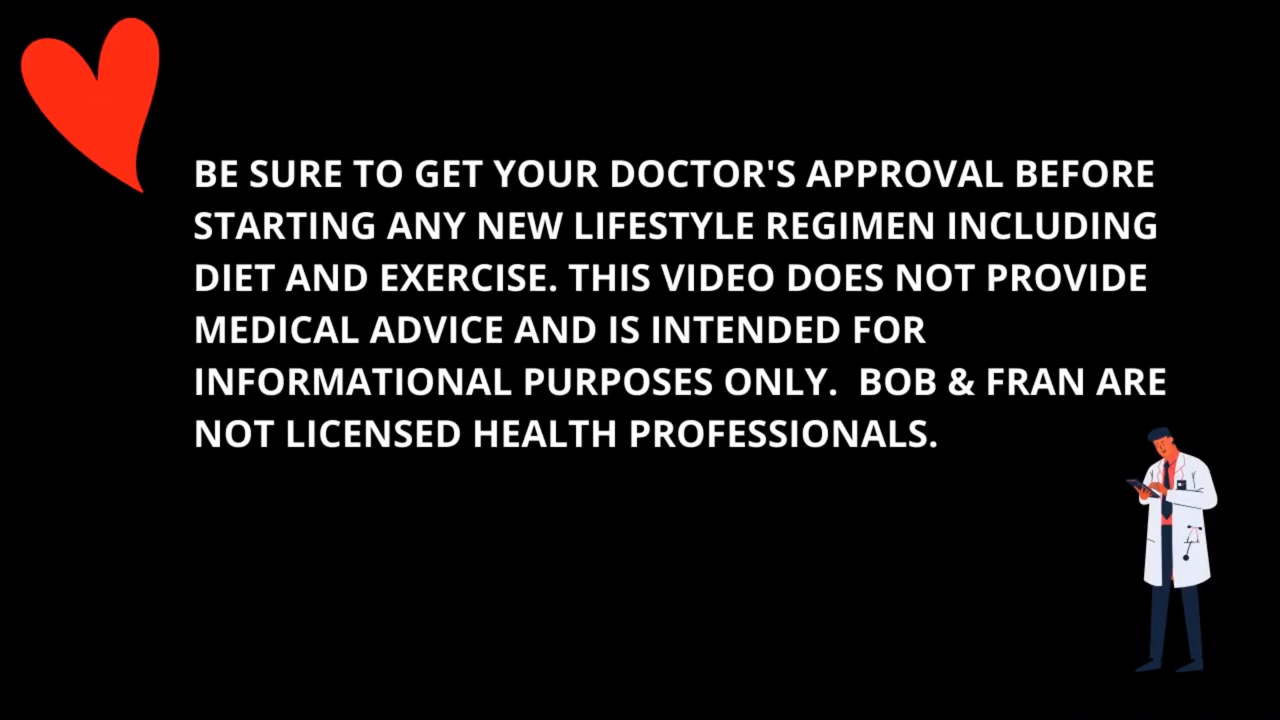 BE SURE TO GET YOUR DOCTOR'S APPROVAL BEFORE
STARTING ANY NEW LIFESTYLE REGIMEN INCLUDING
DIET AND EXERCISE. THIS VIDEO DOES NOT PROVIDE
MEDICAL ADVICE AND IS INTENDED FOR
INFORMATIONAL PURPOSES ONLY.  BOB & FRAN ARE
NOT LICENSED HEALTH PROFESSIONALS.